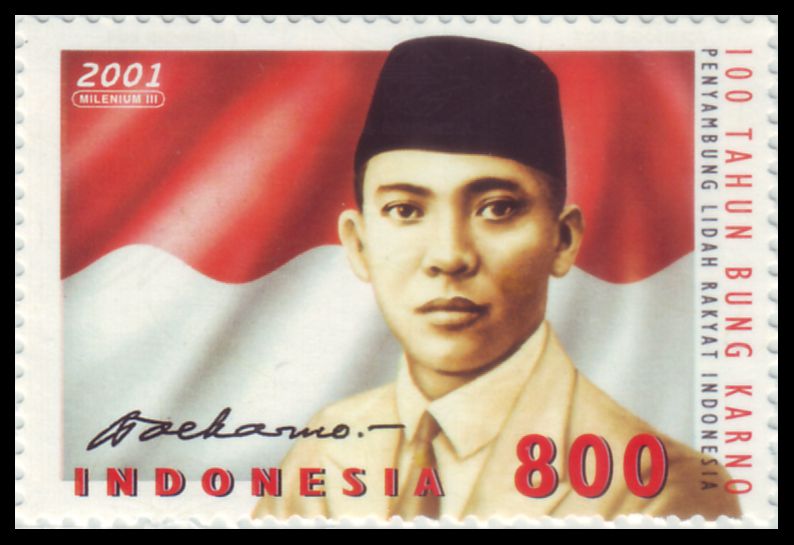 2001
MILENIUM III
100 TAHUN BUNG KARNO
PENYAMBUNG LIDAH RAKYAT INDONESIA
Soekarno.-
INDONESIA
800